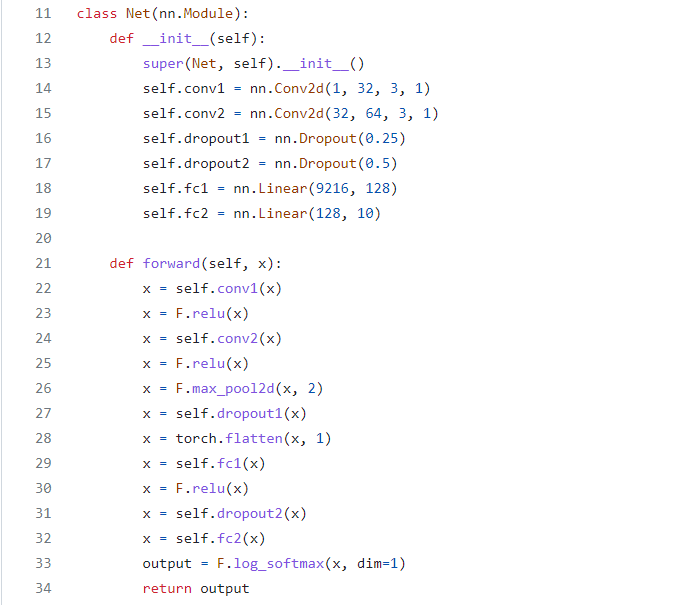 11 class Net(nn.Module):
12     def __init__(self):
13         super(Net, self).__init__()
14         self.conv1 = nn.Conv2d(1, 32, 3, 1)
15         self.conv2 = nn.Conv2d(32, 64, 3, 1)
16         self.dropout1 = nn.Dropout(0.25)
17         self.dropout2 = nn.Dropout(0.5)
18         self.fc1 = nn.Linear(9216, 128)
19         self.fc2 = nn.Linear(128, 10)
20
21     def forward(self, x):
22         x = self.conv1(x)
23         x = F.relu(x)
24         x = self.conv2(x)
25         x = F.relu(x)
26         x = F.max_pool2d(x, 2)
27         x = self.dropout1(x)
28         x = torch.flatten(x, 1)
29         x = self.fc1(x)
30         x = F.relu(x)
31         x = self.dropout2(x)
32         x = self.fc2(x)
33         output = F.log_softmax(x, dim=1)
34         return output